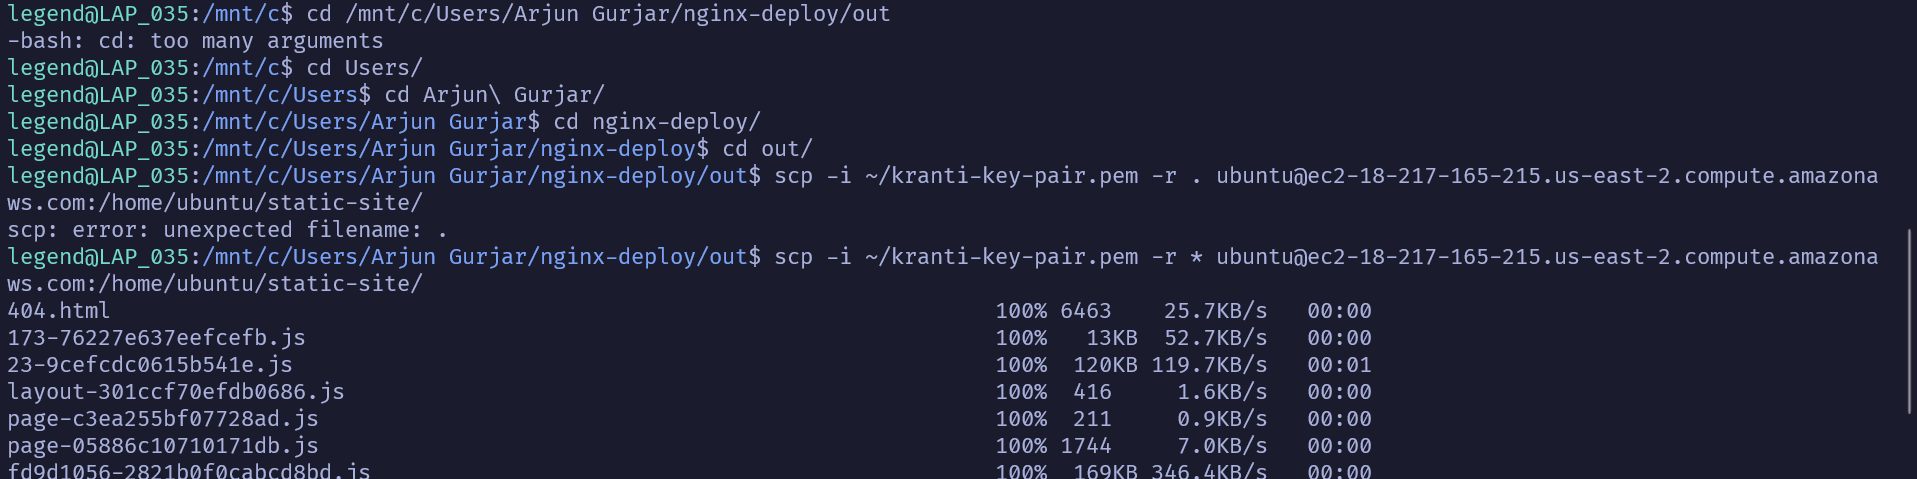 legend@LAP_035:/mnt/c$ cd /mnt/c/Users/Arjun Gurjar/nginx-deploy/out
-bash: cd: too many arguments
legend@LAP_035:/mnt/c$ cd Users/
legend@LAP_035:/mnt/c/Users$ cd Arjun\ Gurjar/
legend@LAP_035:/mnt/c/Users/Arjun Gurjar$ cd nginx-deploy/
legend@LAP_035:/mnt/c/Users/Arjun Gurjar/nginx-deploy$ cd out/
legend@LAP_035:/mnt/c/Users/Arjun Gurjar/nginx-deploy/out$ scp -i ~/kranti-key-pair.pem -r . ubuntu@ec2-18-217-165-215.us-east-2.compute.amazona
ws.com:/home/ubuntu/static-site/
scp: error: unexpected filename: .
legend@LAP_035:/mnt/c/Users/Arjun Gurjar/nginx-deploy/out$ scp -i ~/kranti-key-pair.pem -r * ubuntu@ec2-18-217-165-215.us-east-2.compute.amazona
ws.com:/home/ubuntu/static-site/
404.html 100% 6463 25.7KB/s 00:00
173-76227e637eefcefb.js 100% 13KB 52.7KB/s 00:00
23-9cefcdc0615b541e.js 100% 120KB 119.7KB/s 00:01
layout-301ccf70efdb0686.js 100% 416 1.6KB/s 00:00
page-c3ea255bf07728ad.js 100% 211 0.9KB/s 00:00
page-05886c10710171db.js 100% 1744 7.0KB/s 00:00
fd9d1056-2821b0f0cabcd8bd.js 100% 169KB 346.4KB/s 00:00